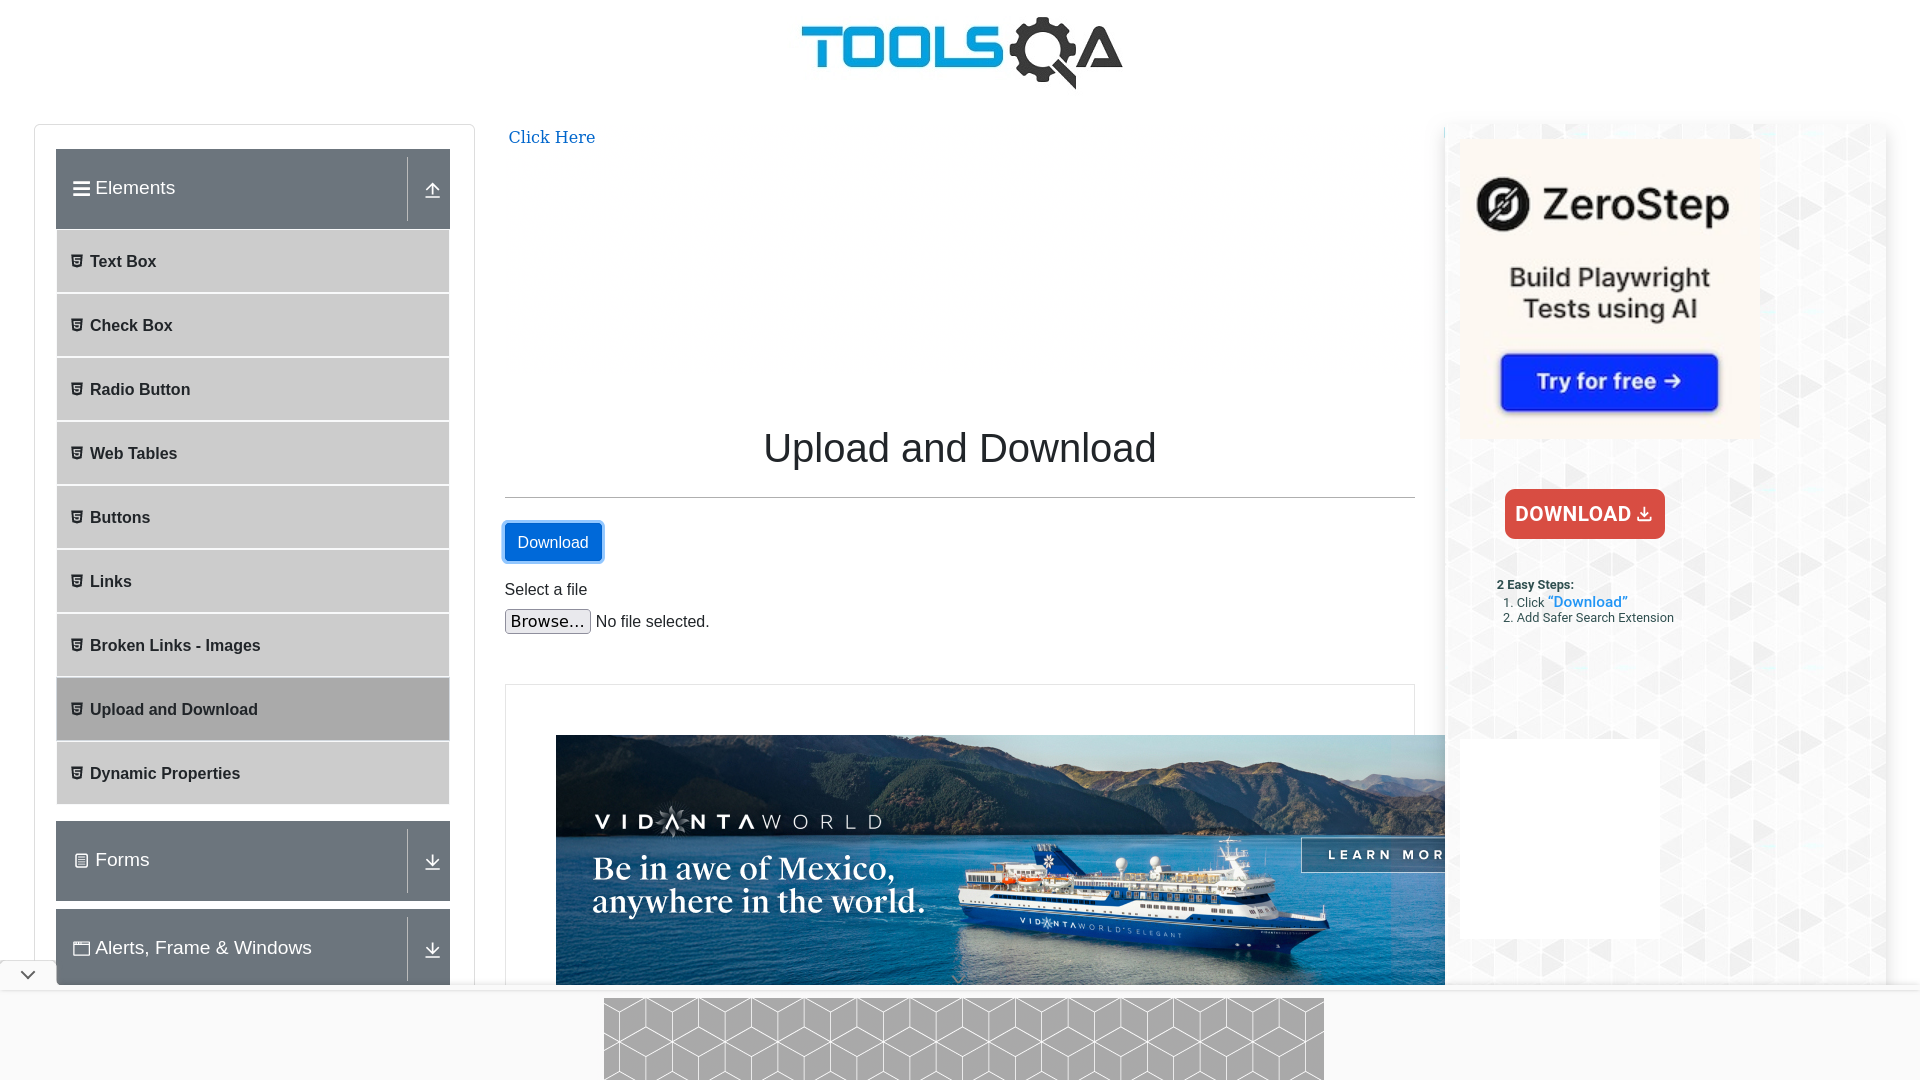 TOOLSQA
Elements
Text Box
Check Box
Radio Button
Web Tables
Buttons
Links
Broken Links - Images
Upload and Download
Dynamic Properties
Forms
Alerts, Frame & Windows
Click Here
Upload and Download
Download
Select a file
Browse... No file selected.
VIDANTAWORLD
Be in awe of Mexico,
anywhere in the world.
LEARN MOR
VIDANTAWORLD'S ELEGANT
ZeroStep
Build Playwright
Tests using AI
Try for free →
DOWNLOAD
2 Easy Steps:
1. Click “Download”
2. Add Safer Search Extension